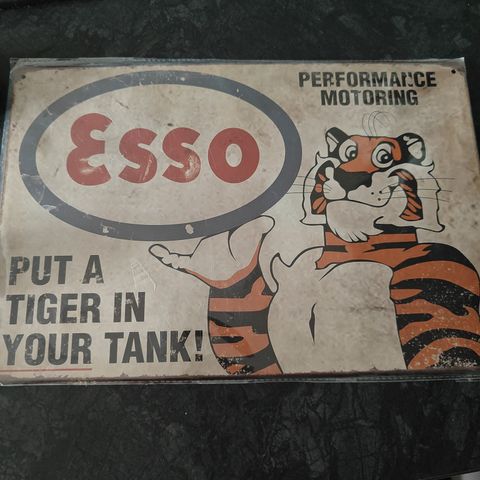 PERFORMANCE
MOTORING
Esso
PUT A
TIGER IN
YOUR TANK!